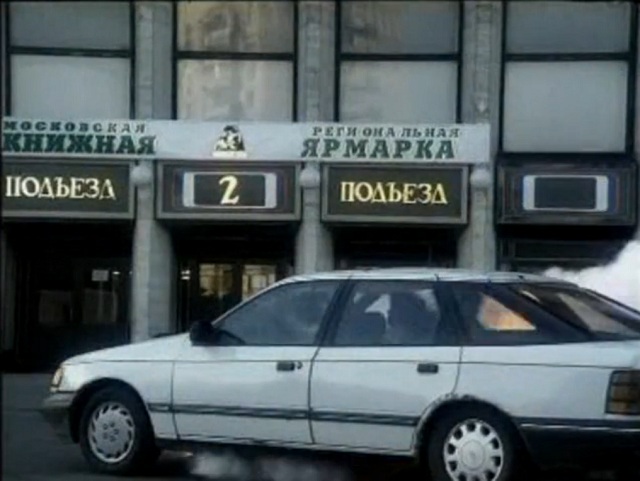 МОСКОВСКАЯ
КНИЖНАЯ
РЕГИОНАЛЬНАЯ
ЯРМАРКА
ПОДЪЕЗД
2
ПОДЪЕЗД